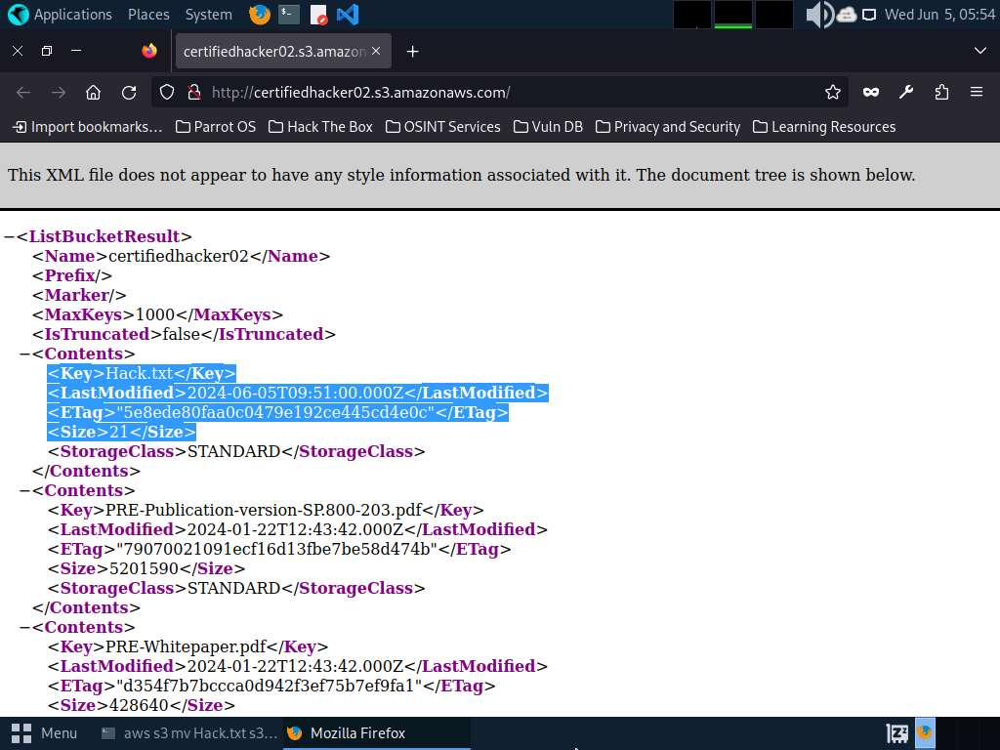 Applications Places System Wed Jun 5, 05:54
certifiedhacker02.s3.amazon
http://certifiedhacker02.s3.amazonaws.com/
Import bookmarks... Parrot OS Hack The Box OSINT Services Vuln DB Privacy and Security Learning Resources
This XML file does not appear to have any style information associated with it. The document tree is shown below.
−<ListBucketResult>
<Name>certifiedhacker02</Name>
<Prefix/>
<Marker/>
<MaxKeys>1000</MaxKeys>
<IsTruncated>false</IsTruncated>
−<Contents>
<Key>Hack.txt</Key>
<LastModified>2024-06-05T09:51:00.000Z</LastModified>
<ETag>"5e8ede80faa0c0479e192ce445cd4e0c"</ETag>
<Size>21</Size>
<StorageClass>STANDARD</StorageClass>
</Contents>
−<Contents>
<Key>PRE-Publication-version-SP.800-203.pdf</Key>
<LastModified>2024-01-22T12:43:42.000Z</LastModified>
<ETag>"79070021091ecf16d13fbe7be58d474b"</ETag>
<Size>5201590</Size>
<StorageClass>STANDARD</StorageClass>
</Contents>
−<Contents>
<Key>PRE-Whitepaper.pdf</Key>
<LastModified>2024-01-22T12:43:42.000Z</LastModified>
<ETag>"d354f7b7bccca0d942f3ef75b7ef9fa1"</ETag>
<Size>428640</Size>
Menu aws s3 mv Hack.txt s3... Mozilla Firefox